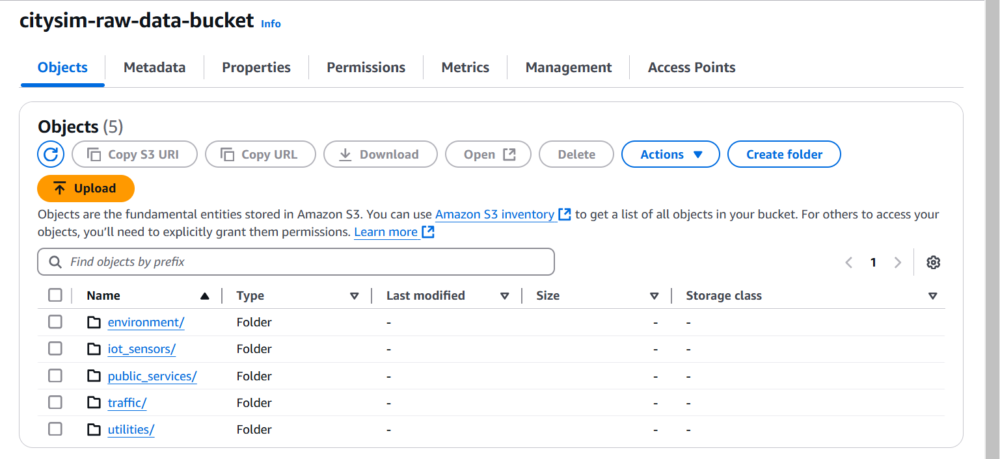 citysim-raw-data-bucket Info
Objects Metadata Properties Permissions Metrics Management Access Points
Objects (5)
Copy S3 URI Copy URL Download Open Delete Actions Create folder
Upload
Objects are the fundamental entities stored in Amazon S3. You can use Amazon S3 inventory to get a list of all objects in your bucket. For others to access your
objects, you’ll need to explicitly grant them permissions. Learn more
Find objects by prefix 1
Name Type Last modified Size Storage class
environment/ Folder - - -
iot_sensors/ Folder - - -
public_services/ Folder - - -
traffic/ Folder - - -
utilities/ Folder - - -